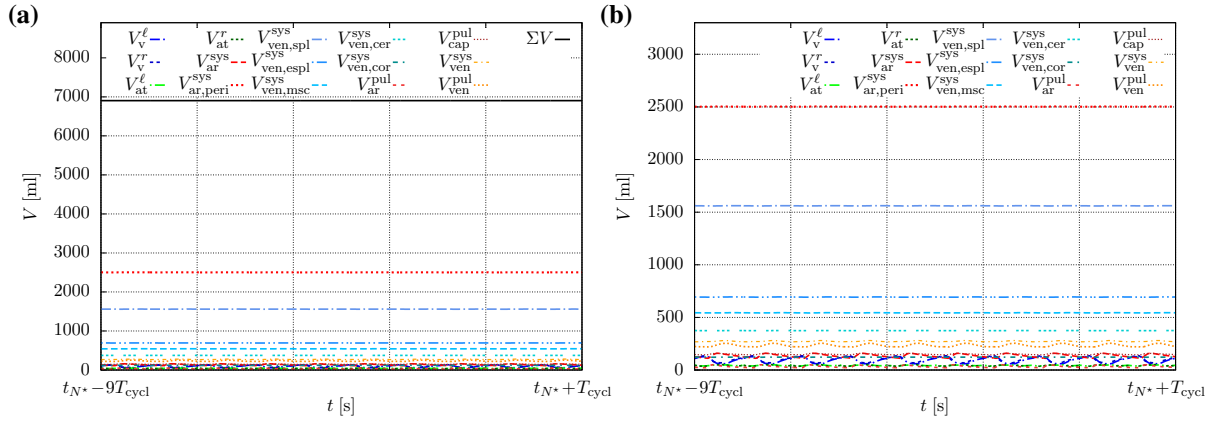 (a)
V_v^ℓ V_at^r V_ven,spl^sys V_ven,cer^sys V_cap^pul ΣV
V_v^r V_ar^sys V_ven,espl^sys V_ven,cor^sys V_ven^sys
V_at^ℓ V_ar,peri^sys V_ven,msc^sys V_ar^pul V_ven^pul
8000
7000
6000
5000
4000
3000
2000
1000
0
V [ml]
t_N⋆ −9T_cycl t_N⋆ +T_cycl
t [s]
(b)
V_v^ℓ V_at^r V_ven,spl^sys V_ven,cer^sys V_cap^pul
V_v^r V_ar^sys V_ven,espl^sys V_ven,cor^sys V_ven^sys
V_at^ℓ V_ar,peri^sys V_ven,msc^sys V_ar^pul V_ven^pul
3000
2500
2000
1500
1000
500
0
V [ml]
t_N⋆ −9T_cycl t_N⋆ +T_cycl
t [s]